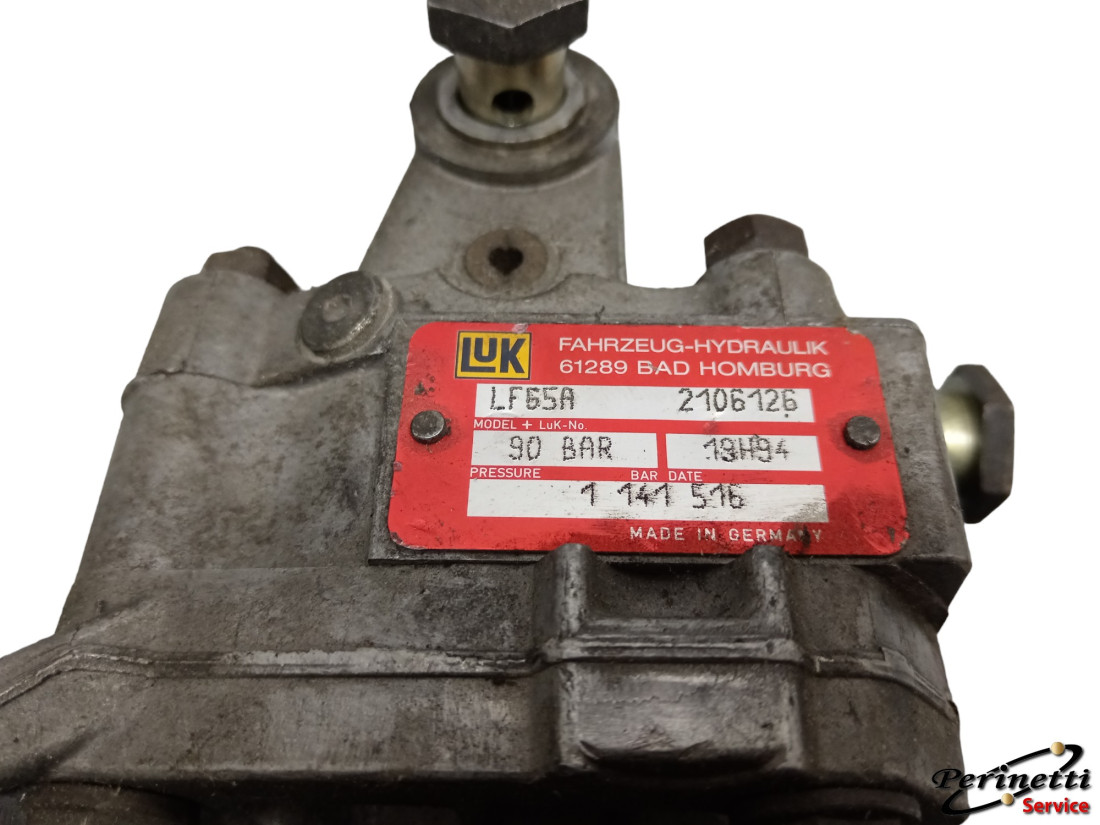 LuK FAHRZEUG-HYDRAULIK
61289 BAD HOMBURG
LF65A 2106126
MODEL + LuK-No.
90 BAR 19H94
PRESSURE BAR DATE
1 141 516
MADE IN GERMANY
Perinetti
Service